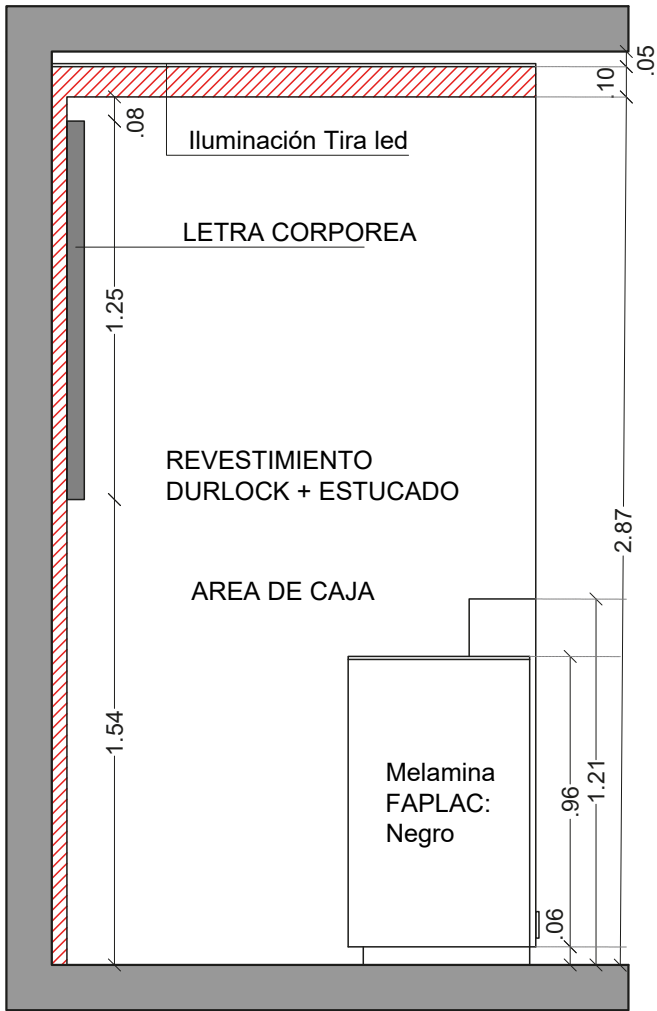 .05
.10
.08
Iluminación Tira led
LETRA CORPOREA
1.25
REVESTIMIENTO
DURLOCK + ESTUCADO
2.87
AREA DE CAJA
1.54
Melamina
FAPLAC:
Negro
.96
1.21
.06